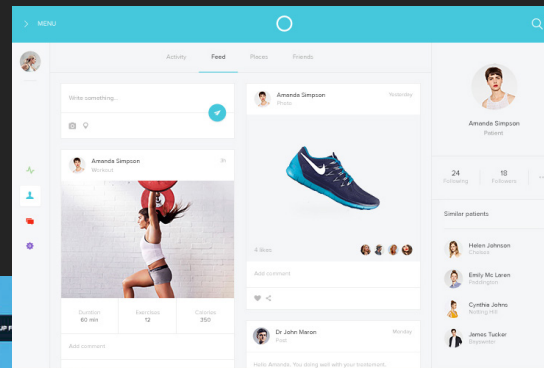 MENU
Activity Feed Places Friends
Write something...
Amanda Simpson
Workout
Duration
60 min
Exercises
12
Calories
350
Add comment
Amanda Simpson
Photo
Yesterday
4 likes
Add comment
Dr John Maron
Post
Monday
Hello Amanda. You doing well with your treatement.
Amanda Simpson
Patient
24
Following
18
Followers
Similar patients
Helen Johnson
Chelsea
Emily Mc Laren
Paddington
Cynthia Johns
Notting Hill
James Tucker
Bayswater
UP F